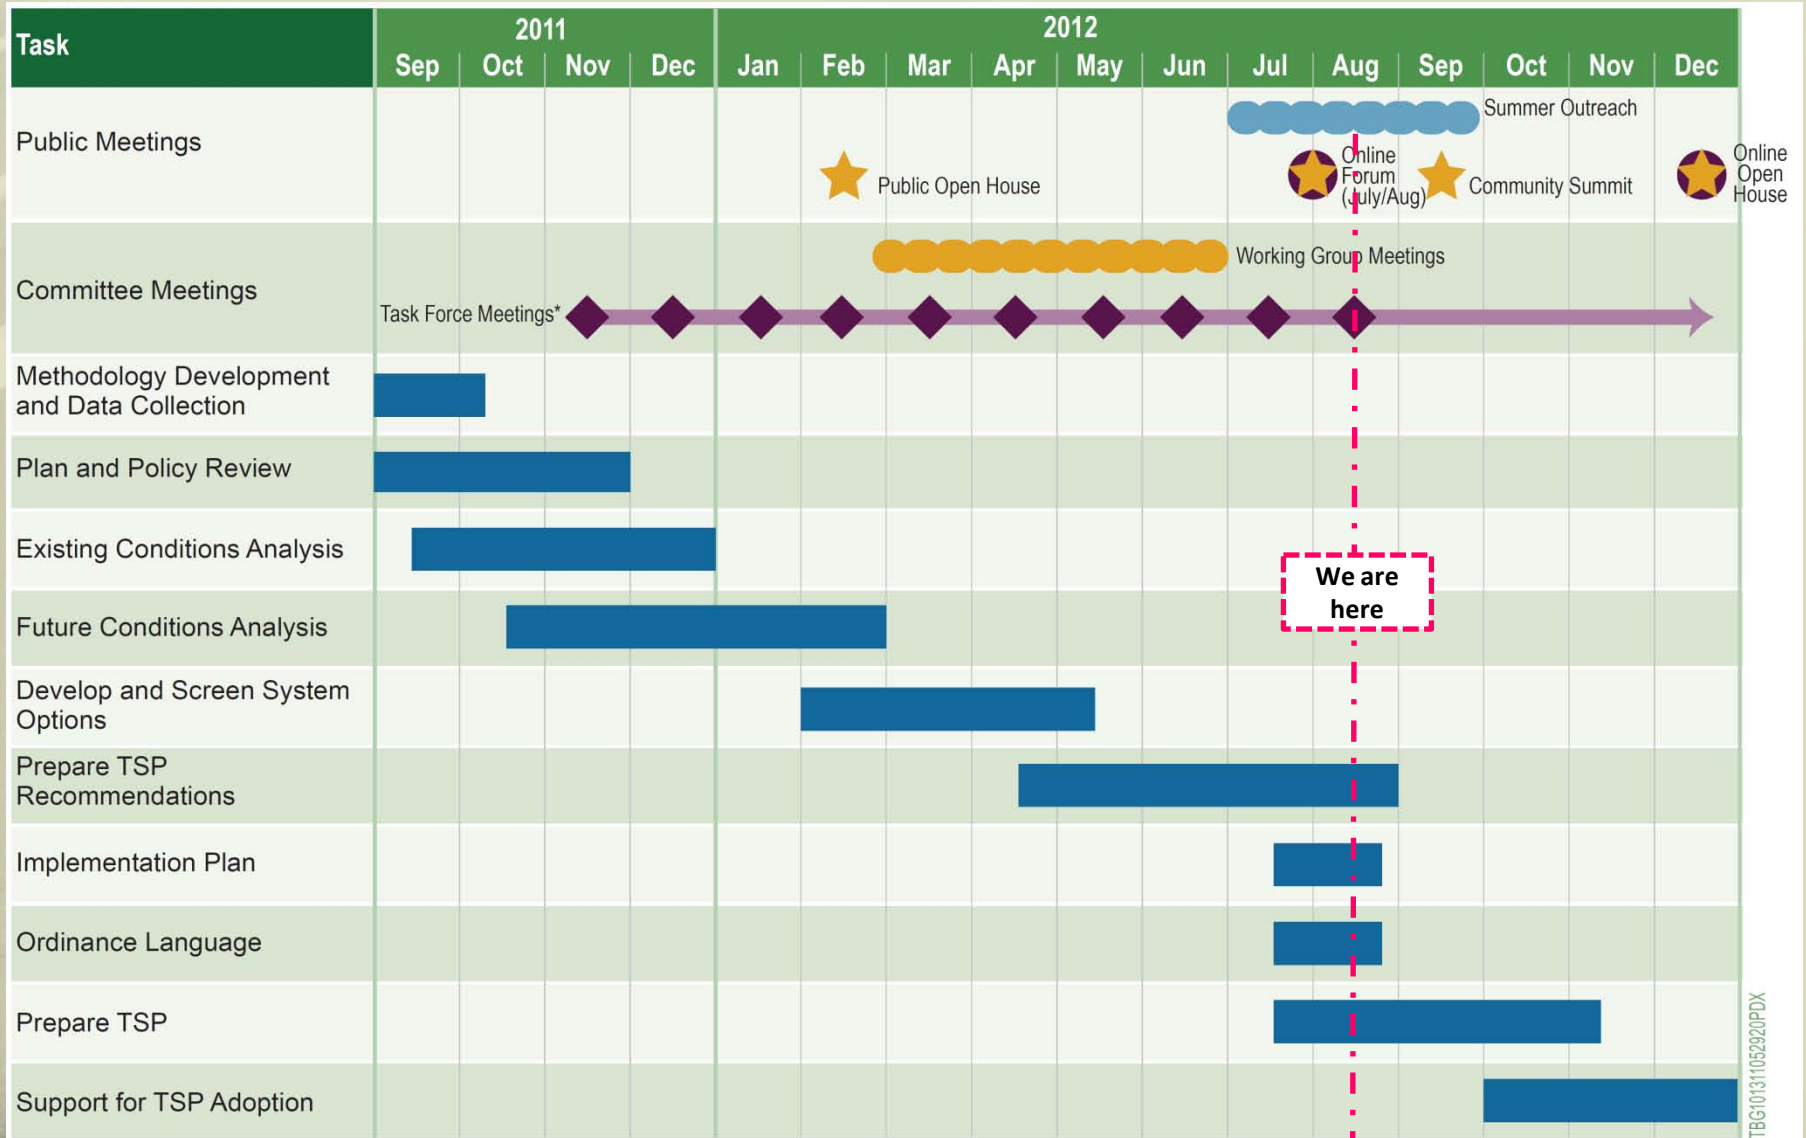 Task
2011
2012
Sep Oct Nov Dec Jan Feb Mar Apr May Jun Jul Aug Sep Oct Nov Dec
Public Meetings
Summer Outreach
Public Open House
Online
Forum
(July/Aug)
Community Summit
Online
Open
House
Committee Meetings
Working Group Meetings
Task Force Meetings*
Methodology Development
and Data Collection
Plan and Policy Review
Existing Conditions Analysis
We are
here
Future Conditions Analysis
Develop and Screen System
Options
Prepare TSP
Recommendations
Implementation Plan
Ordinance Language
Prepare TSP
Support for TSP Adoption
TBG101311052920PDX